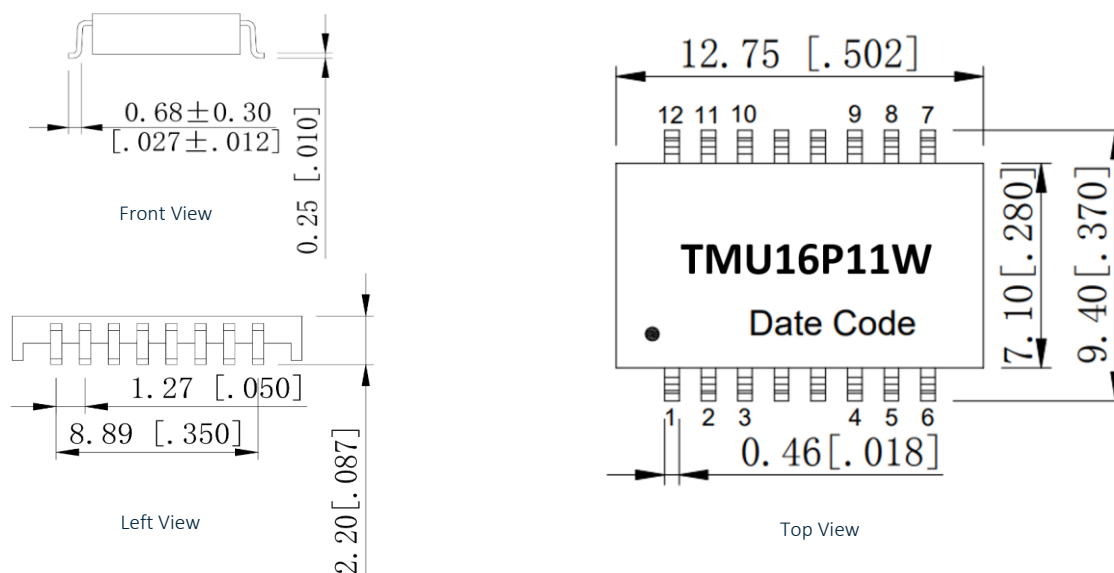 0.68±0.30
[.027±.012]
0.25 [.010]
Front View
1.27 [.050]
8.89 [.350]
2.20[.087]
Left View
12.75 [.502]
12 11 10 9 8 7
TMU16P11W
Date Code
7.10[.280]
9.40[.370]
1 2 3 4 5 6
0.46[.018]
Top View